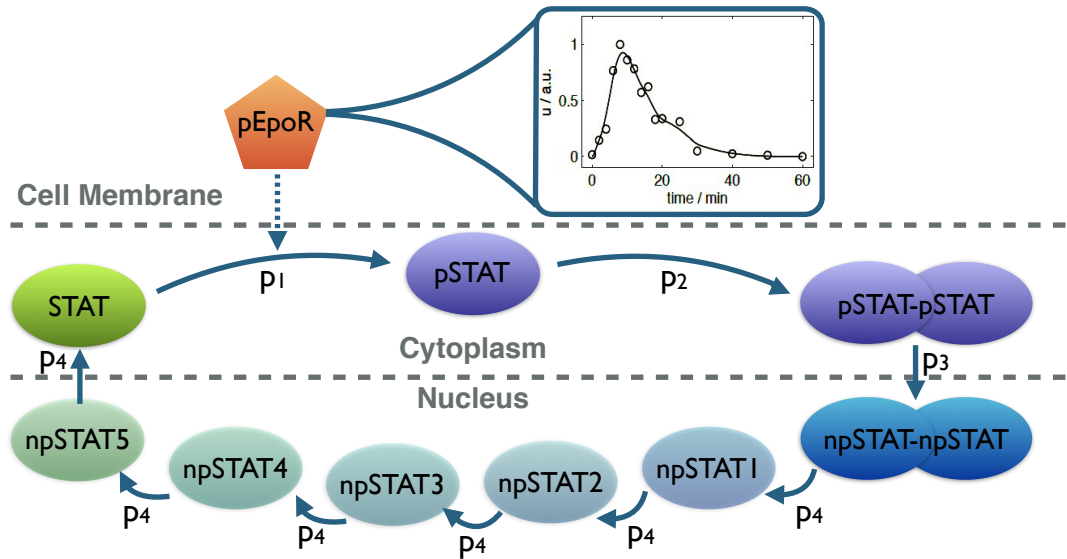 1
0.5
0
u / a.u.
0 20 40 60
time / min
pEpoR
Cell Membrane
STAT
p1
pSTAT
p2
pSTAT-pSTAT
Cytoplasm
p4
p3
Nucleus
npSTAT5
npSTAT4
npSTAT3
npSTAT2
npSTAT1
npSTAT-npSTAT
p4
p4
p4
p4
p4